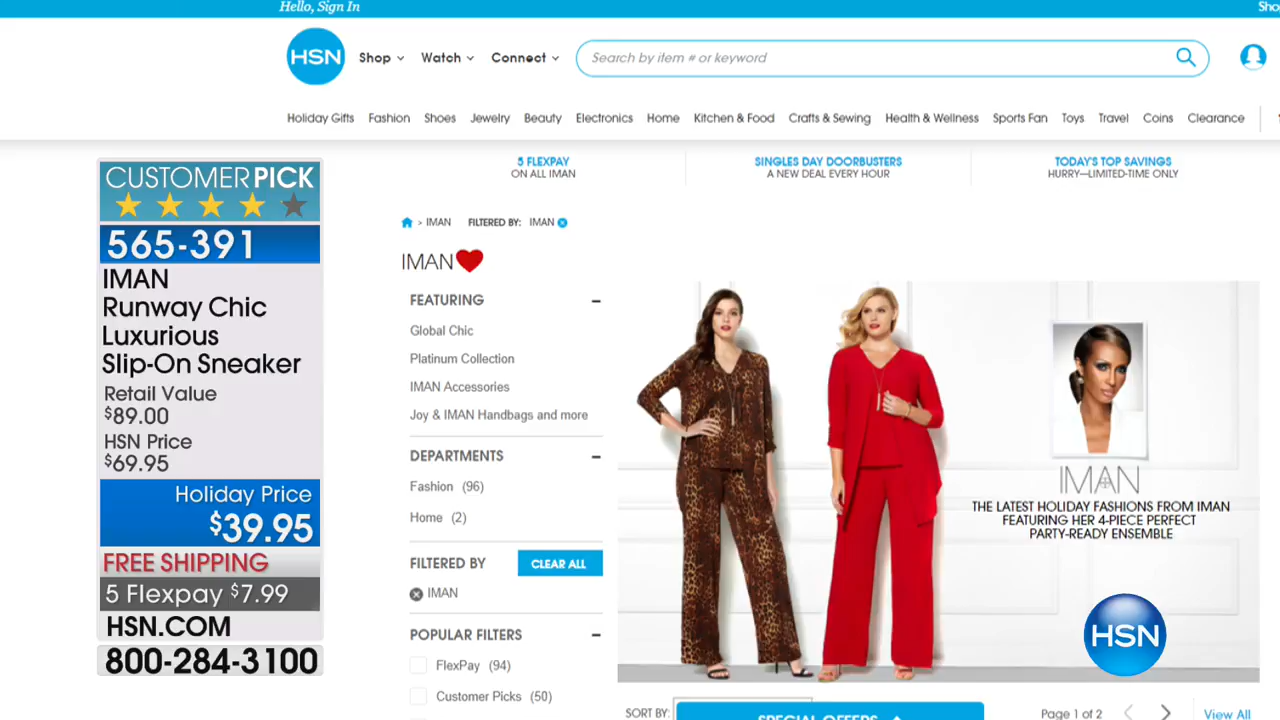 Hello, Sign In
Sho
HSN
Shop
Watch
Connect
Search by item # or keyword
Holiday Gifts
Fashion
Shoes
Jewelry
Beauty
Electronics
Home
Kitchen & Food
Crafts & Sewing
Health & Wellness
Sports Fan
Toys
Travel
Coins
Clearance
CUSTOMER PICK
565-391
IMAN
Runway Chic
Luxurious
Slip-On Sneaker
Retail Value
$89.00
HSN Price
$69.95
Holiday Price
$39.95
FREE SHIPPING
5 Flexpay $7.99
HSN.COM
800-284-3100
5 FLEXPAY
ON ALL IMAN
SINGLES DAY DOORBUSTERS
A NEW DEAL EVERY HOUR
TODAY'S TOP SAVINGS
HURRY—LIMITED-TIME ONLY
> IMAN FILTERED BY: IMAN
IMAN
FEATURING
Global Chic
Platinum Collection
IMAN Accessories
Joy & IMAN Handbags and more
DEPARTMENTS
Fashion (96)
Home (2)
FILTERED BY
CLEAR ALL
IMAN
POPULAR FILTERS
FlexPay (94)
Customer Picks (50)
IMAN
THE LATEST HOLIDAY FASHIONS FROM IMAN
FEATURING HER 4-PIECE PERFECT
PARTY-READY ENSEMBLE
HSN
SORT BY:
SPECIAL OFFERS
Page 1 of 2
View All